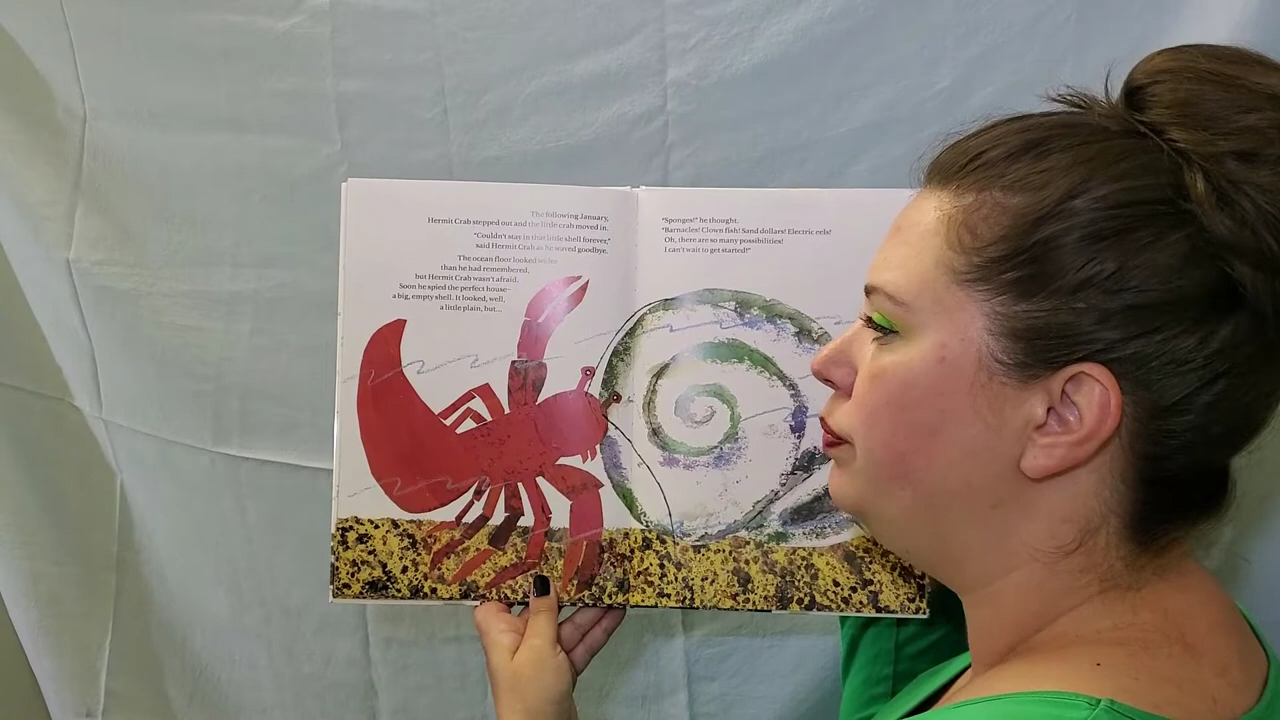 The following January,
Hermit Crab stepped out and the little crab moved in.
"Couldn't stay in that little shell forever,"
said Hermit Crab as he waved goodbye.
The ocean floor looked wider
than he had remembered,
but Hermit Crab wasn't afraid.
Soon he spied the perfect house—
a big, empty shell. It looked, well,
a little plain, but...
"Sponges!" he thought.
"Barnacles! Clown fish! Sand dollars! Electric eels!
Oh, there are so many possibilities!
I can't wait to get started!"